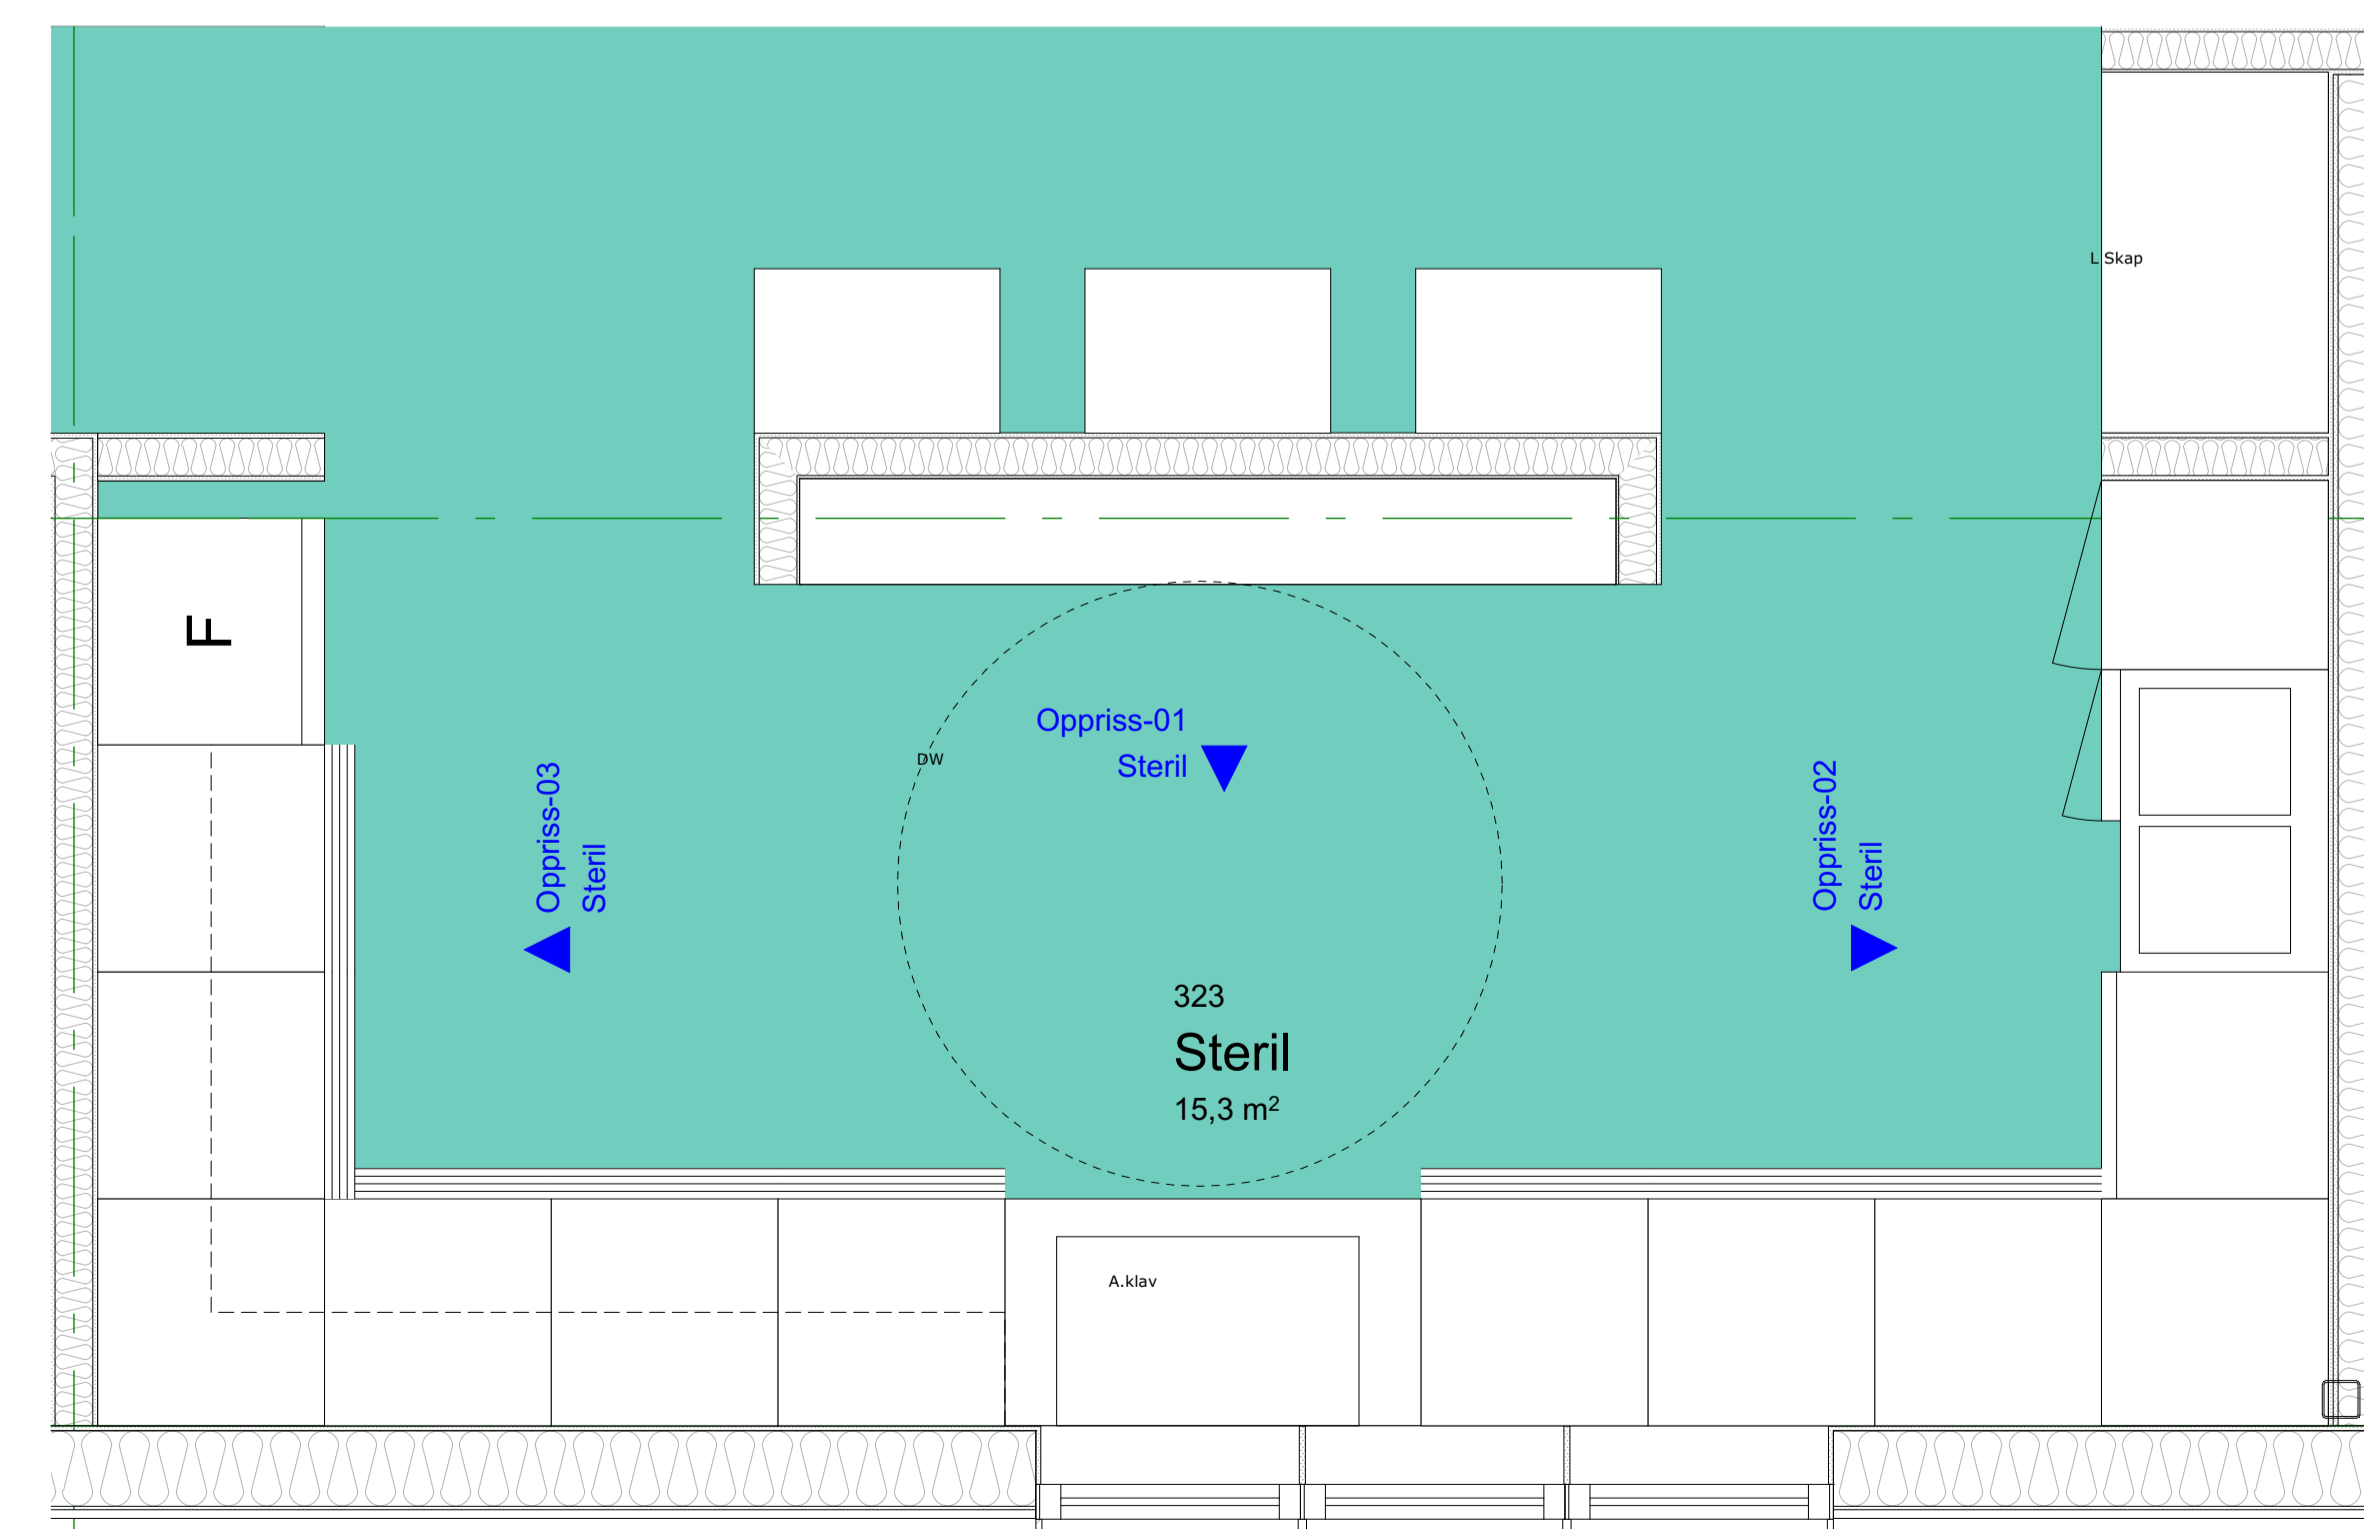 L Skap
F
Oppriss-01
Steril
DW
Oppriss-03
Steril
Oppriss-02
Steril
323
Steril
15,3 m²
A.klav